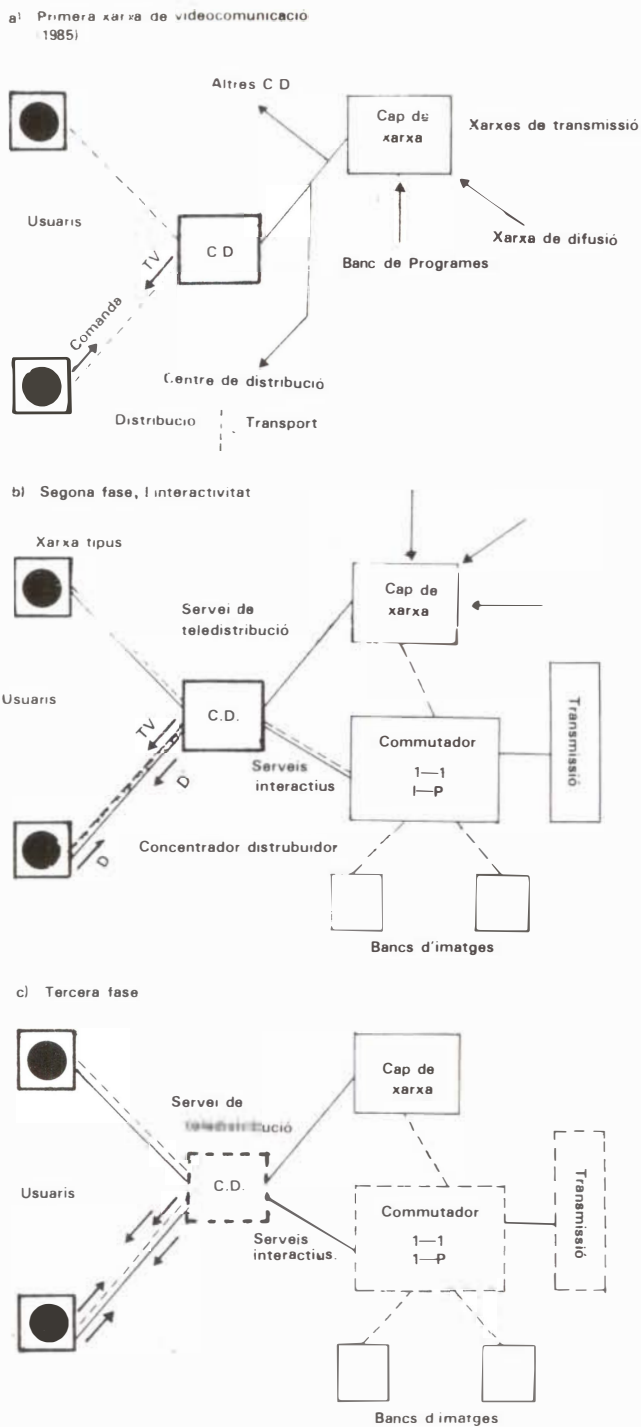 a) Primera xarxa de videocomunicació
1985)
Altres C D
Cap de
xarxa
Xarxes de transmissió
Usuaris
C D
TV
Xarxa de difusió
Banc de Programes
Comanda
Centre de distribució
Distribucio
Transport
b) Segona fase, l interactivitat
Xarxa tipus
Cap de
xarxa
Servei de
teledistribució
Usuaris
C.D.
TV
D
Transmissió
Commutador
1—1
I—P
Serveis
interactius
D
Concentrador distrubuidor
Bancs d'imatges
c) Tercera fase
Cap de
xarxa
Servei de
teledistribució
Usuaris
C.D.
Transmissió
Commutador
1—1
1—P
Serveis
interactius.
Bancs d imatges